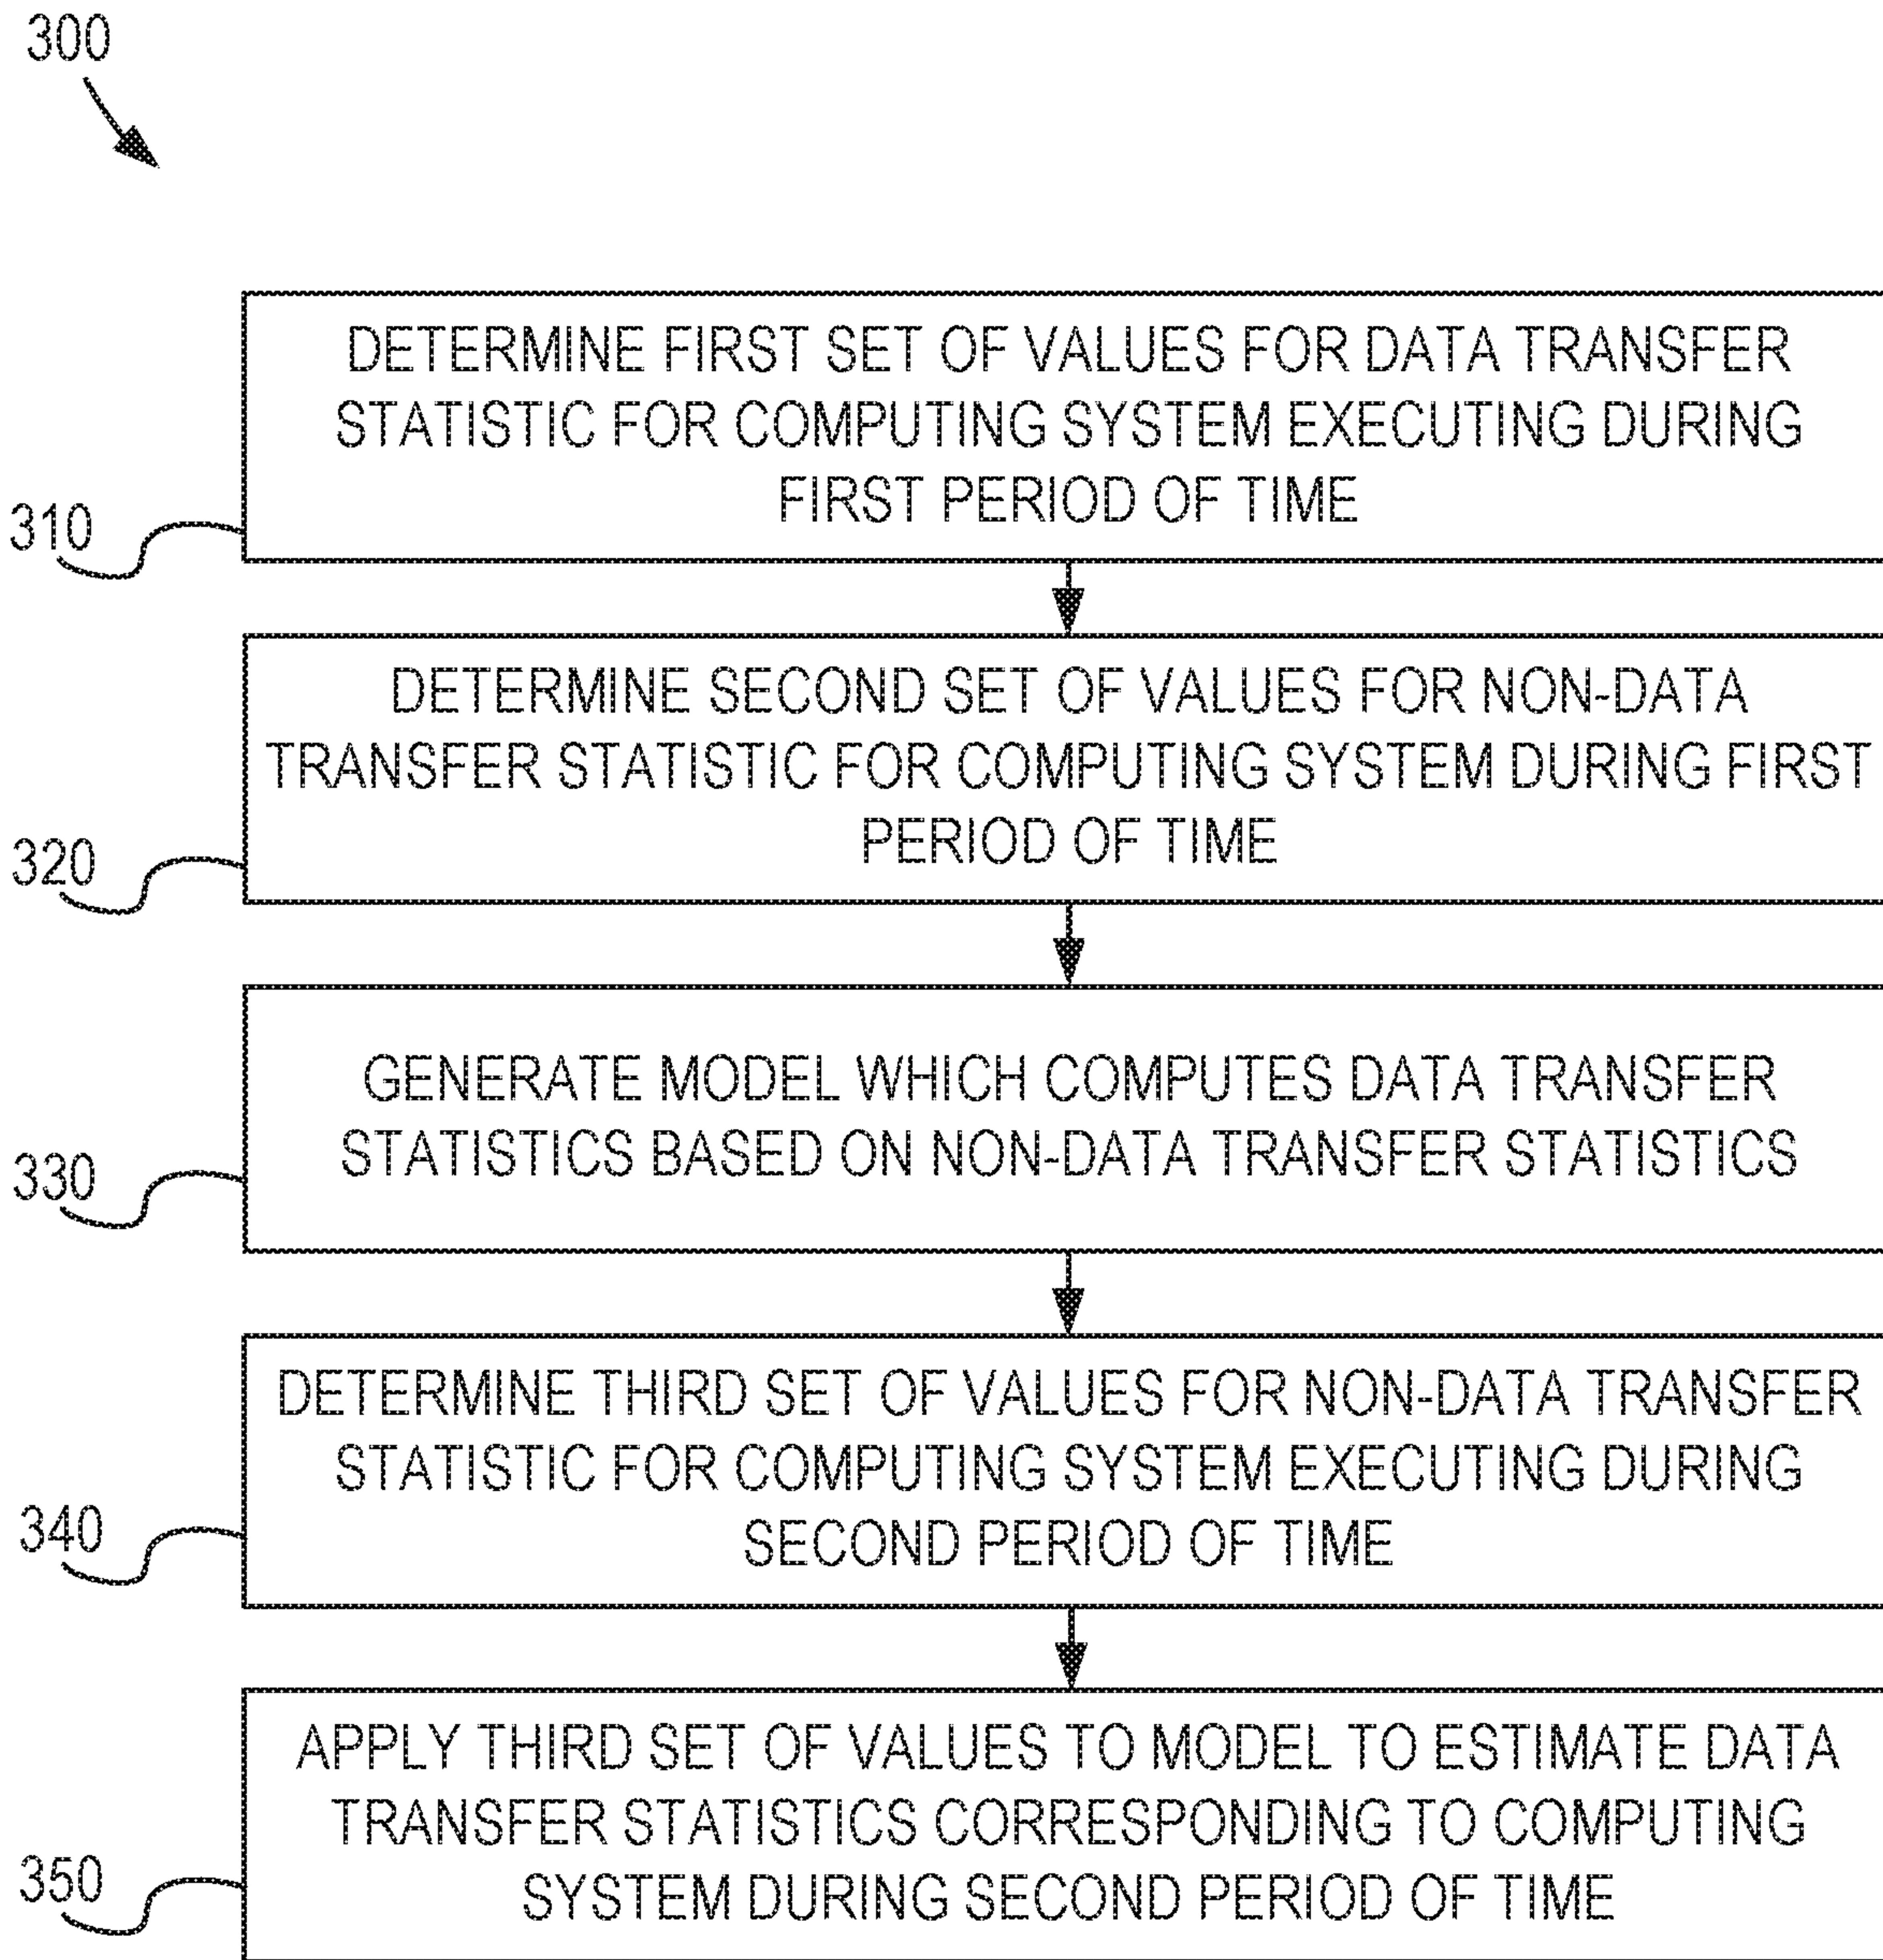 300
DETERMINE FIRST SET OF VALUES FOR DATA TRANSFER
STATISTIC FOR COMPUTING SYSTEM EXECUTING DURING
FIRST PERIOD OF TIME
310
DETERMINE SECOND SET OF VALUES FOR NON-DATA
TRANSFER STATISTIC FOR COMPUTING SYSTEM DURING FIRST
PERIOD OF TIME
320
GENERATE MODEL WHICH COMPUTES DATA TRANSFER
STATISTICS BASED ON NON-DATA TRANSFER STATISTICS
330
DETERMINE THIRD SET OF VALUES FOR NON-DATA TRANSFER
STATISTIC FOR COMPUTING SYSTEM EXECUTING DURING
SECOND PERIOD OF TIME
340
APPLY THIRD SET OF VALUES TO MODEL TO ESTIMATE DATA
TRANSFER STATISTICS CORRESPONDING TO COMPUTING
SYSTEM DURING SECOND PERIOD OF TIME
350